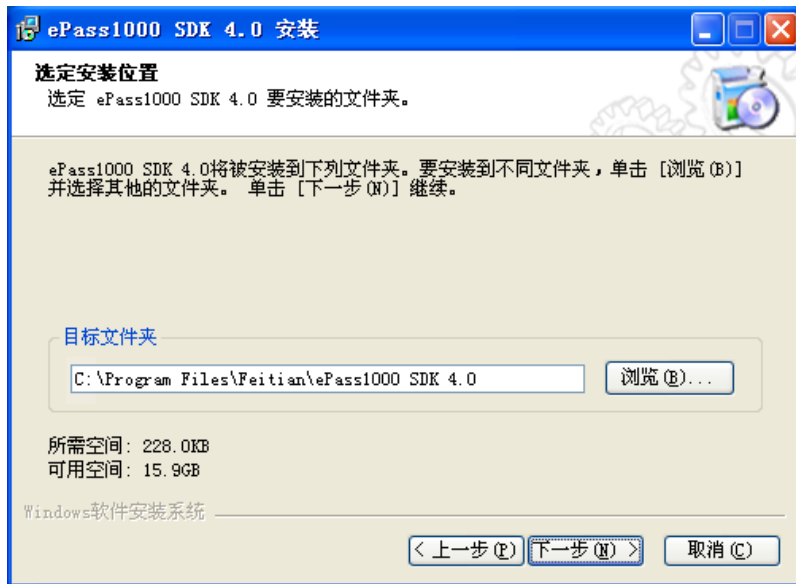 ePass1000 SDK 4.0 安装
选定安装位置
选定 ePass1000 SDK 4.0 要安装的文件夹。
ePass1000 SDK 4.0将被安装到下列文件夹。要安装到不同文件夹，单击 [浏览(B)]
并选择其他的文件夹。 单击 [下一步(N)] 继续。
目标文件夹
C:\Program Files\Feitian\ePass1000 SDK 4.0
浏览(B)...
所需空间: 228.0KB
可用空间: 15.9GB
Windows软件安装系统
< 上一步(P) 下一步(N) > 取消(C)